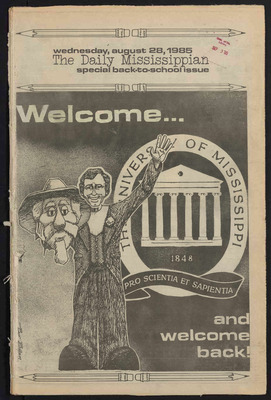 wednesday, august 28, 1985
The Daily Mississippian
special back-to-school issue
Welcome...
THE UNIVERSITY OF MISSISSIPPI
1848
PRO SCIENTIA ET SAPIENTIA
and
welcome
back!